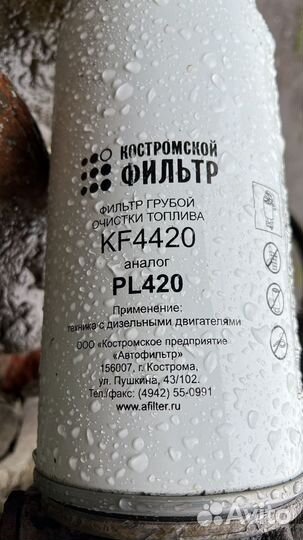 КОСТРОМСКОЙ
ФИЛЬТР
ФИЛЬТР ГРУБОЙ
ОЧИСТКИ ТОПЛИВА
KF4420
аналог
PL420
Применение:
техника с дизельными двигателями
ООО «Костромское предприятие
«Автофильтр»
156007, г. Кострома,
ул. Пушкина, 43/102.
Тел./факс: (4942) 55-0991
www.afilter.ru
Avito